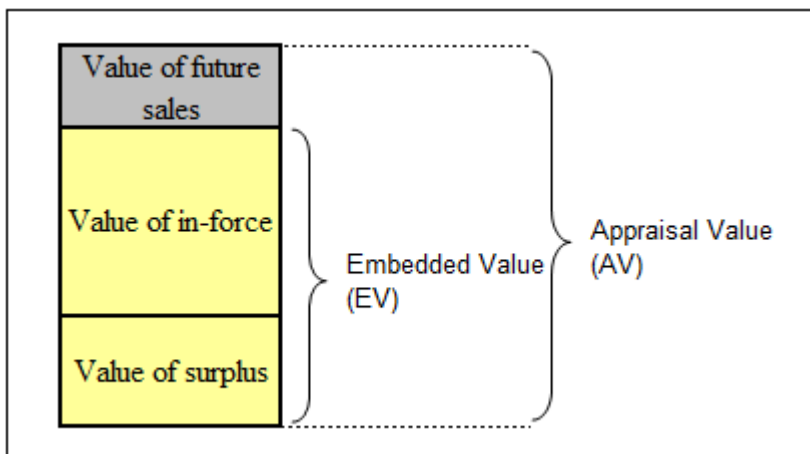 Value of future
sales
Value of in-force
Value of surplus
Embedded Value
(EV)
Appraisal Value
(AV)